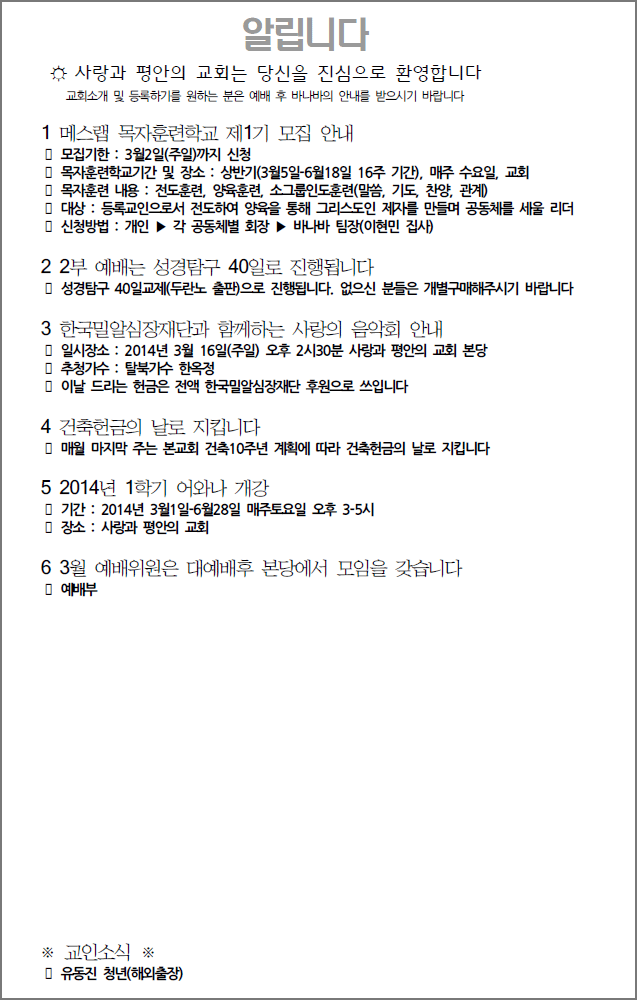 알립니다
☼ 사랑과 평안의 교회는 당신을 진심으로 환영합니다
교회소개 및 등록하기를 원하는 분은 예배 후 바나바의 안내를 받으시기 바랍니다
1 메스랩 목자훈련학교 제1기 모집 안내
▯ 모집기한 : 3월2일(주일)까지 신청
▯ 목자훈련학교기간 및 장소 : 상반기(3월5일-6월18일 16주 기간), 매주 수요일, 교회
▯ 목자훈련 내용 : 전도훈련, 양육훈련, 소그룹인도훈련(말씀, 기도, 찬양, 관계)
▯ 대상 : 등록교인으로서 전도하여 양육을 통해 그리스도인 제자를 만들며 공동체를 세울 리더
▯ 신청방법 : 개인 ▶ 각 공동체별 회장 ▶ 바나바 팀장(이현민 집사)
2 2부 예배는 성경탐구 40일로 진행됩니다
▯ 성경탐구 40일교제(두란노 출판)으로 진행됩니다. 없으신 분들은 개별구매해주시기 바랍니다
3 한국밀알심장재단과 함께하는 사랑의 음악회 안내
▯ 일시장소 : 2014년 3월 16일(주일) 오후 2시30분 사랑과 평안의 교회 본당
▯ 추청가수 : 탈북가수 한옥정
▯ 이날 드리는 헌금은 전액 한국밀알심장재단 후원으로 쓰입니다
4 건축헌금의 날로 지킵니다
▯ 매월 마지막 주는 본교회 건축10주년 계획에 따라 건축헌금의 날로 지킵니다
5 2014년 1학기 어와나 개강
▯ 기간 : 2014년 3월1일-6월28일 매주토요일 오후 3-5시
▯ 장소 : 사랑과 평안의 교회
6 3월 예배위원은 대예배후 본당에서 모임을 갖습니다
▯ 예배부
※ 교인소식 ※
▯ 유동진 청년(해외출장)